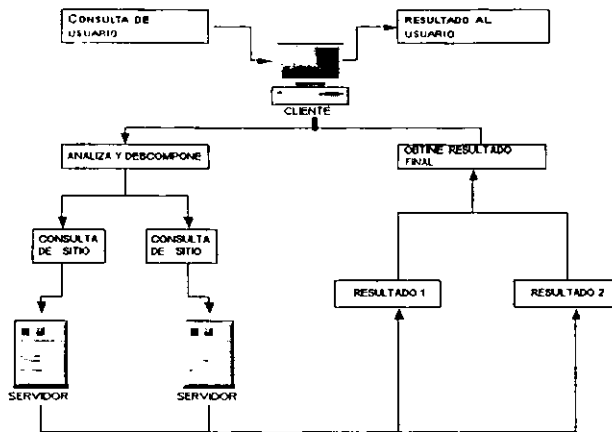 CONSULTA DE
USUARIO
RESULTADO AL
USUARIO
CLIENTE
ANALIZA Y DESCOMPONE
OBTINE RESULTADO
FINAL
CONSULTA
DE SITIO
CONSULTA
DE SITIO
RESULTADO 1
RESULTADO 2
SERVIDOR
SERVIDOR